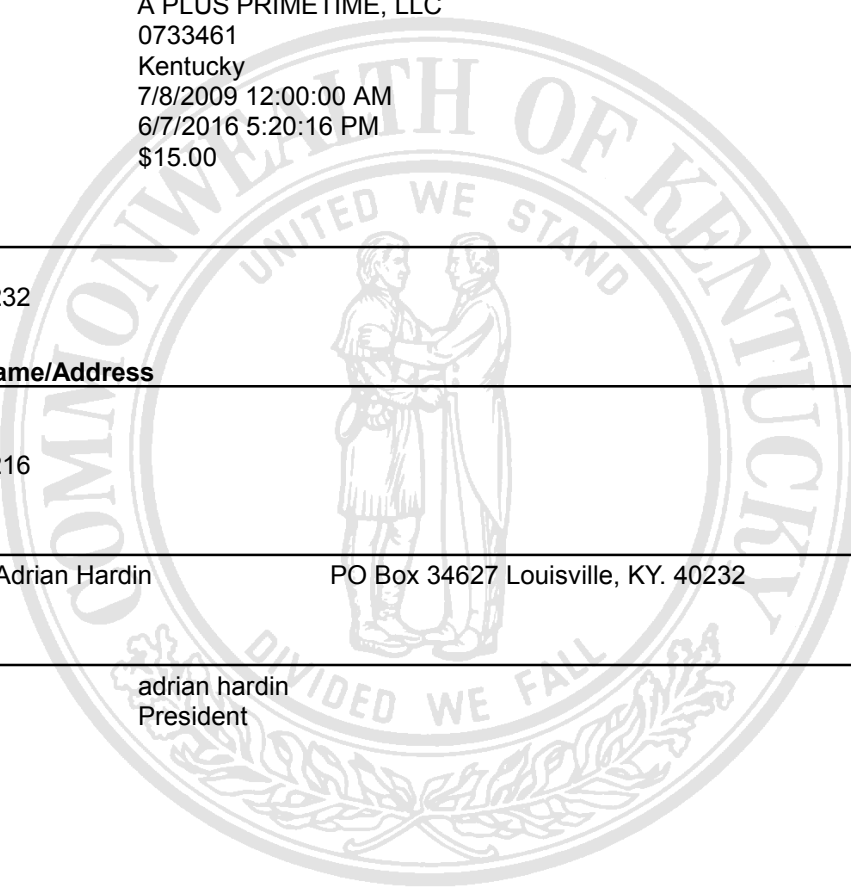 A PLUS PRIMETIME, LLC
0733461
Kentucky
7/8/2009 12:00:00 AM
6/7/2016 5:20:16 PM
$15.00
232
ame/Address
216
Adrian Hardin PO Box 34627 Louisville, KY. 40232
adrian hardin
President
COMMONWEALTH OF KENTUCKY
UNITED WE STAND
DIVIDED WE FALL